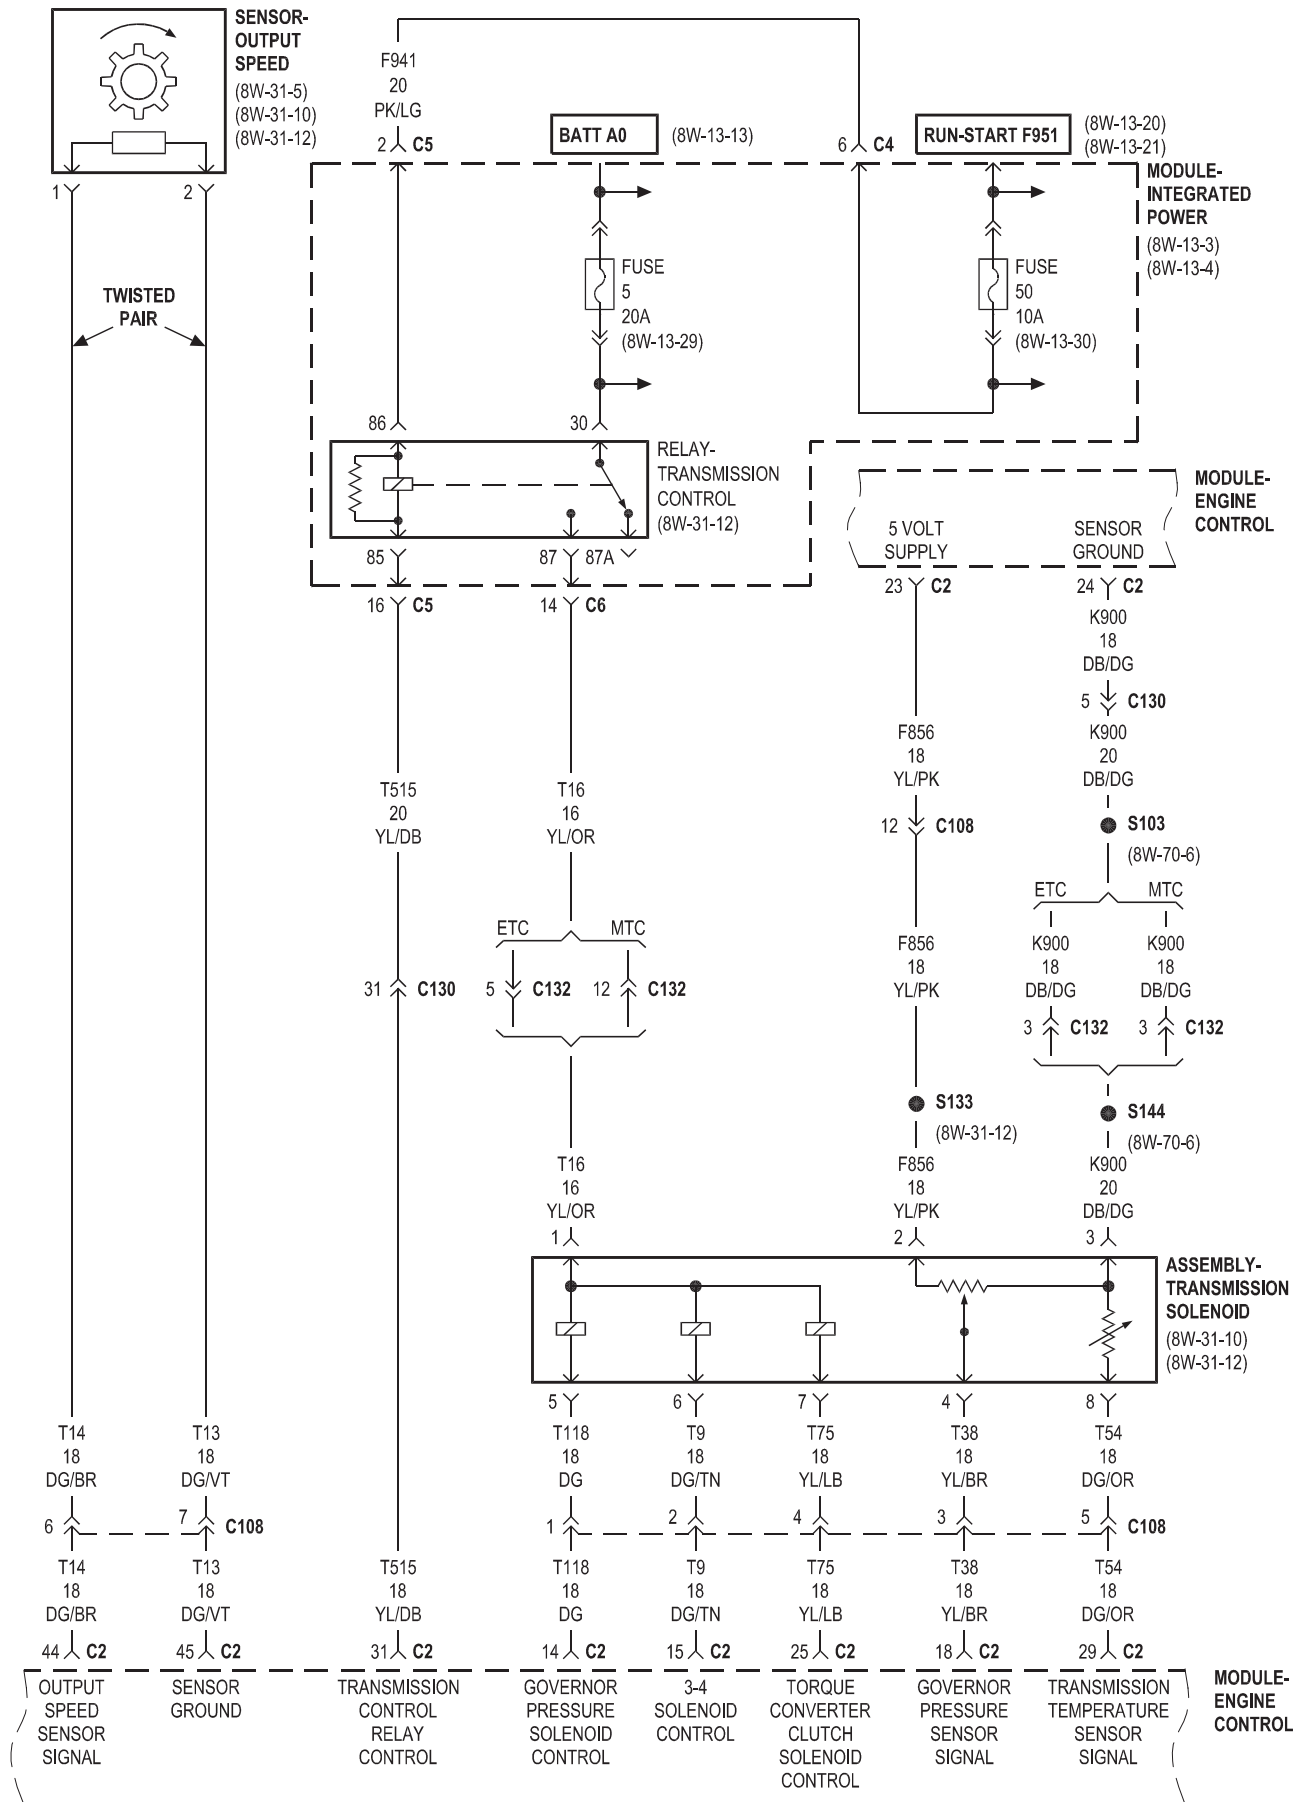 SENSOR-
OUTPUT
SPEED
(8W-31-5)
(8W-31-10)
(8W-31-12)
1
2
TWISTED
PAIR
F941
20
PK/LG
2 C5
BATT A0 (8W-13-13)
6 C4
RUN-START F951
(8W-13-20)
(8W-13-21)
MODULE-
INTEGRATED
POWER
(8W-13-3)
(8W-13-4)
FUSE
5
20A
(8W-13-29)
FUSE
50
10A
(8W-13-30)
86
30
RELAY-
TRANSMISSION
CONTROL
(8W-31-12)
85
87
87A
16 C5
14 C6
MODULE-
ENGINE
CONTROL
5 VOLT
SUPPLY
SENSOR
GROUND
23 C2
24 C2
K900
18
DB/DG
5 C130
K900
20
DB/DG
F856
18
YL/PK
12 C108
S103
(8W-70-6)
T515
20
YL/DB
T16
16
YL/OR
ETC MTC
5 C132 12 C132
31 C130
ETC MTC
K900
18
DB/DG
K900
18
DB/DG
3 C132 3 C132
F856
18
YL/PK
S133
(8W-31-12)
S144
(8W-70-6)
T16
16
YL/OR
1
F856
18
YL/PK
2
K900
20
DB/DG
3
ASSEMBLY-
TRANSMISSION
SOLENOID
(8W-31-10)
(8W-31-12)
5 6 7 4 8
T14
18
DG/BR
T13
18
DG/VT
T118
18
DG
T9
18
DG/TN
T75
18
YL/LB
T38
18
YL/BR
T54
18
DG/OR
6 7 C108
1 2 4 3 5 C108
T14
18
DG/BR
T13
18
DG/VT
T515
18
YL/DB
T118
18
DG
T9
18
DG/TN
T75
18
YL/LB
T38
18
YL/BR
T54
18
DG/OR
44 C2 45 C2 31 C2 14 C2 15 C2 25 C2 18 C2 29 C2
OUTPUT
SPEED
SENSOR
SIGNAL
SENSOR
GROUND
TRANSMISSION
CONTROL
RELAY
CONTROL
GOVERNOR
PRESSURE
SOLENOID
CONTROL
3-4
SOLENOID
CONTROL
TORQUE
CONVERTER
CLUTCH
SOLENOID
CONTROL
GOVERNOR
PRESSURE
SENSOR
SIGNAL
TRANSMISSION
TEMPERATURE
SENSOR
SIGNAL
MODULE-
ENGINE
CONTROL